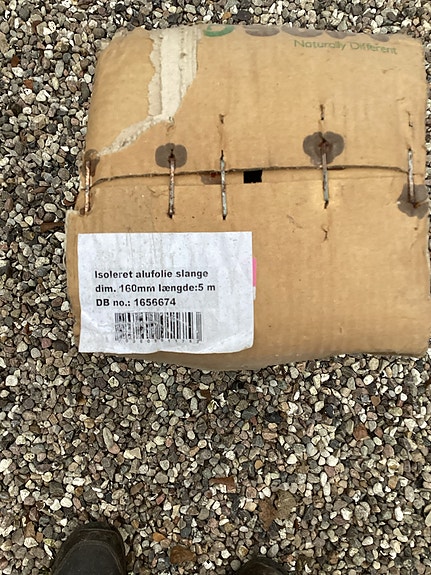 Naturally Different
Isoleret alufolie slange
dim. 160mm længde:5 m
DB no.: 1656674